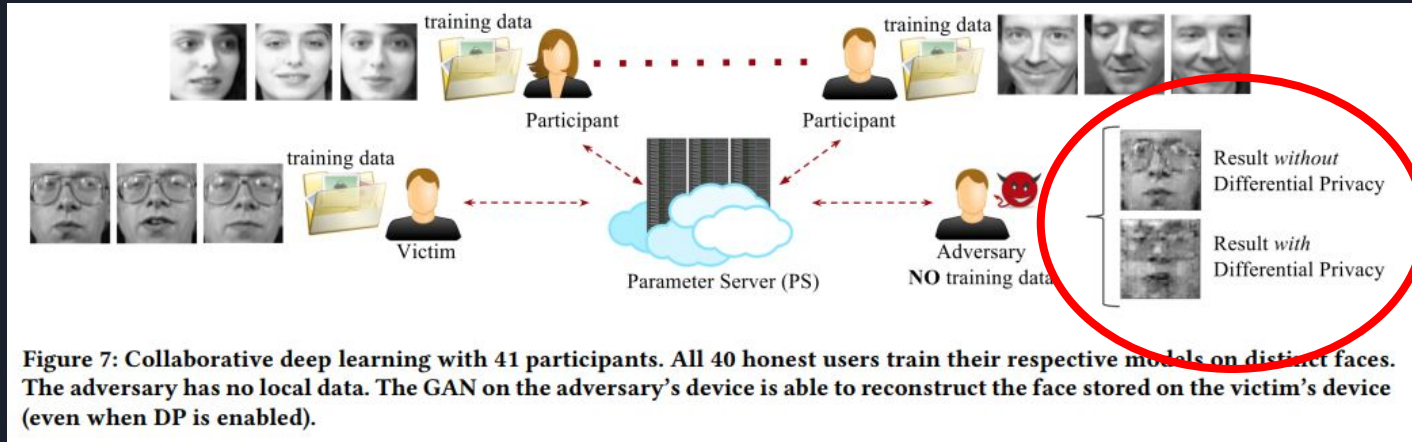 training data
training data
Participant
Participant
training data
Victim
Parameter Server (PS)
Adversary
NO training data
Result without
Differential Privacy
Result with
Differential Privacy
Figure 7: Collaborative deep learning with 41 participants. All 40 honest users train their respective models on distinct faces.
The adversary has no local data. The GAN on the adversary's device is able to reconstruct the face stored on the victim's device
(even when DP is enabled).